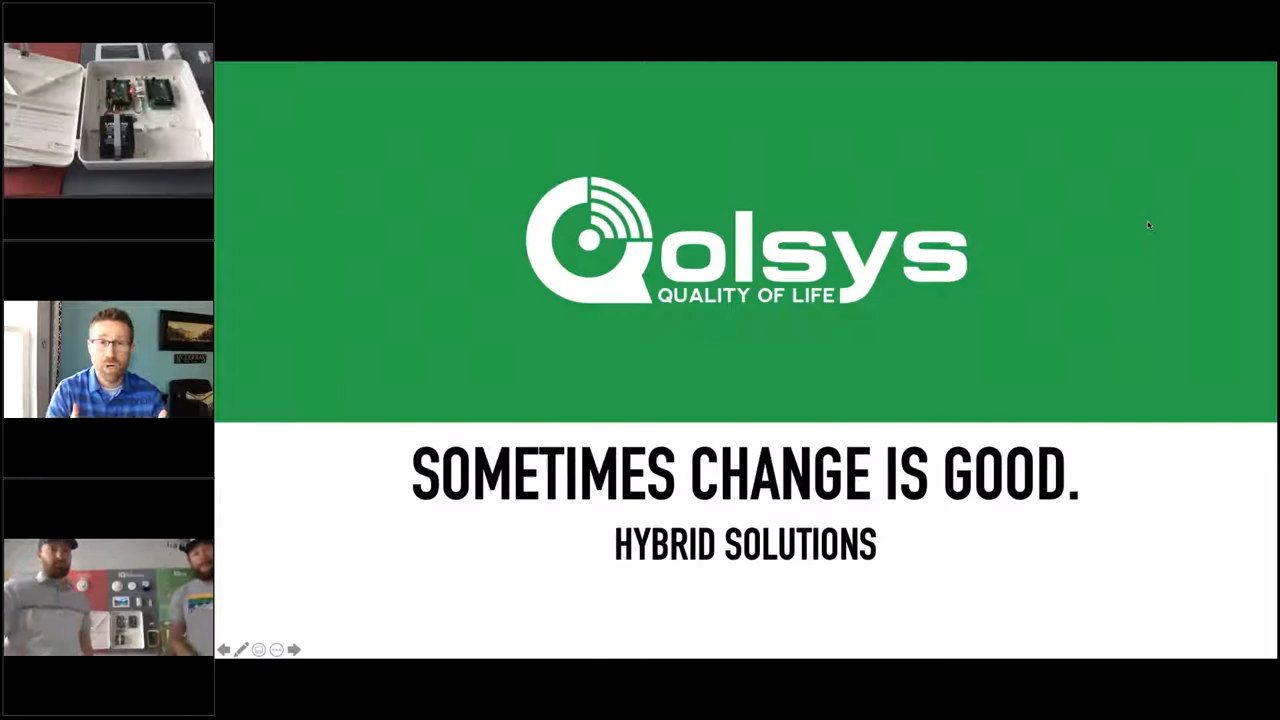 Qolsys
QUALITY OF LIFE
SOMETIMES CHANGE IS GOOD.
HYBRID SOLUTIONS